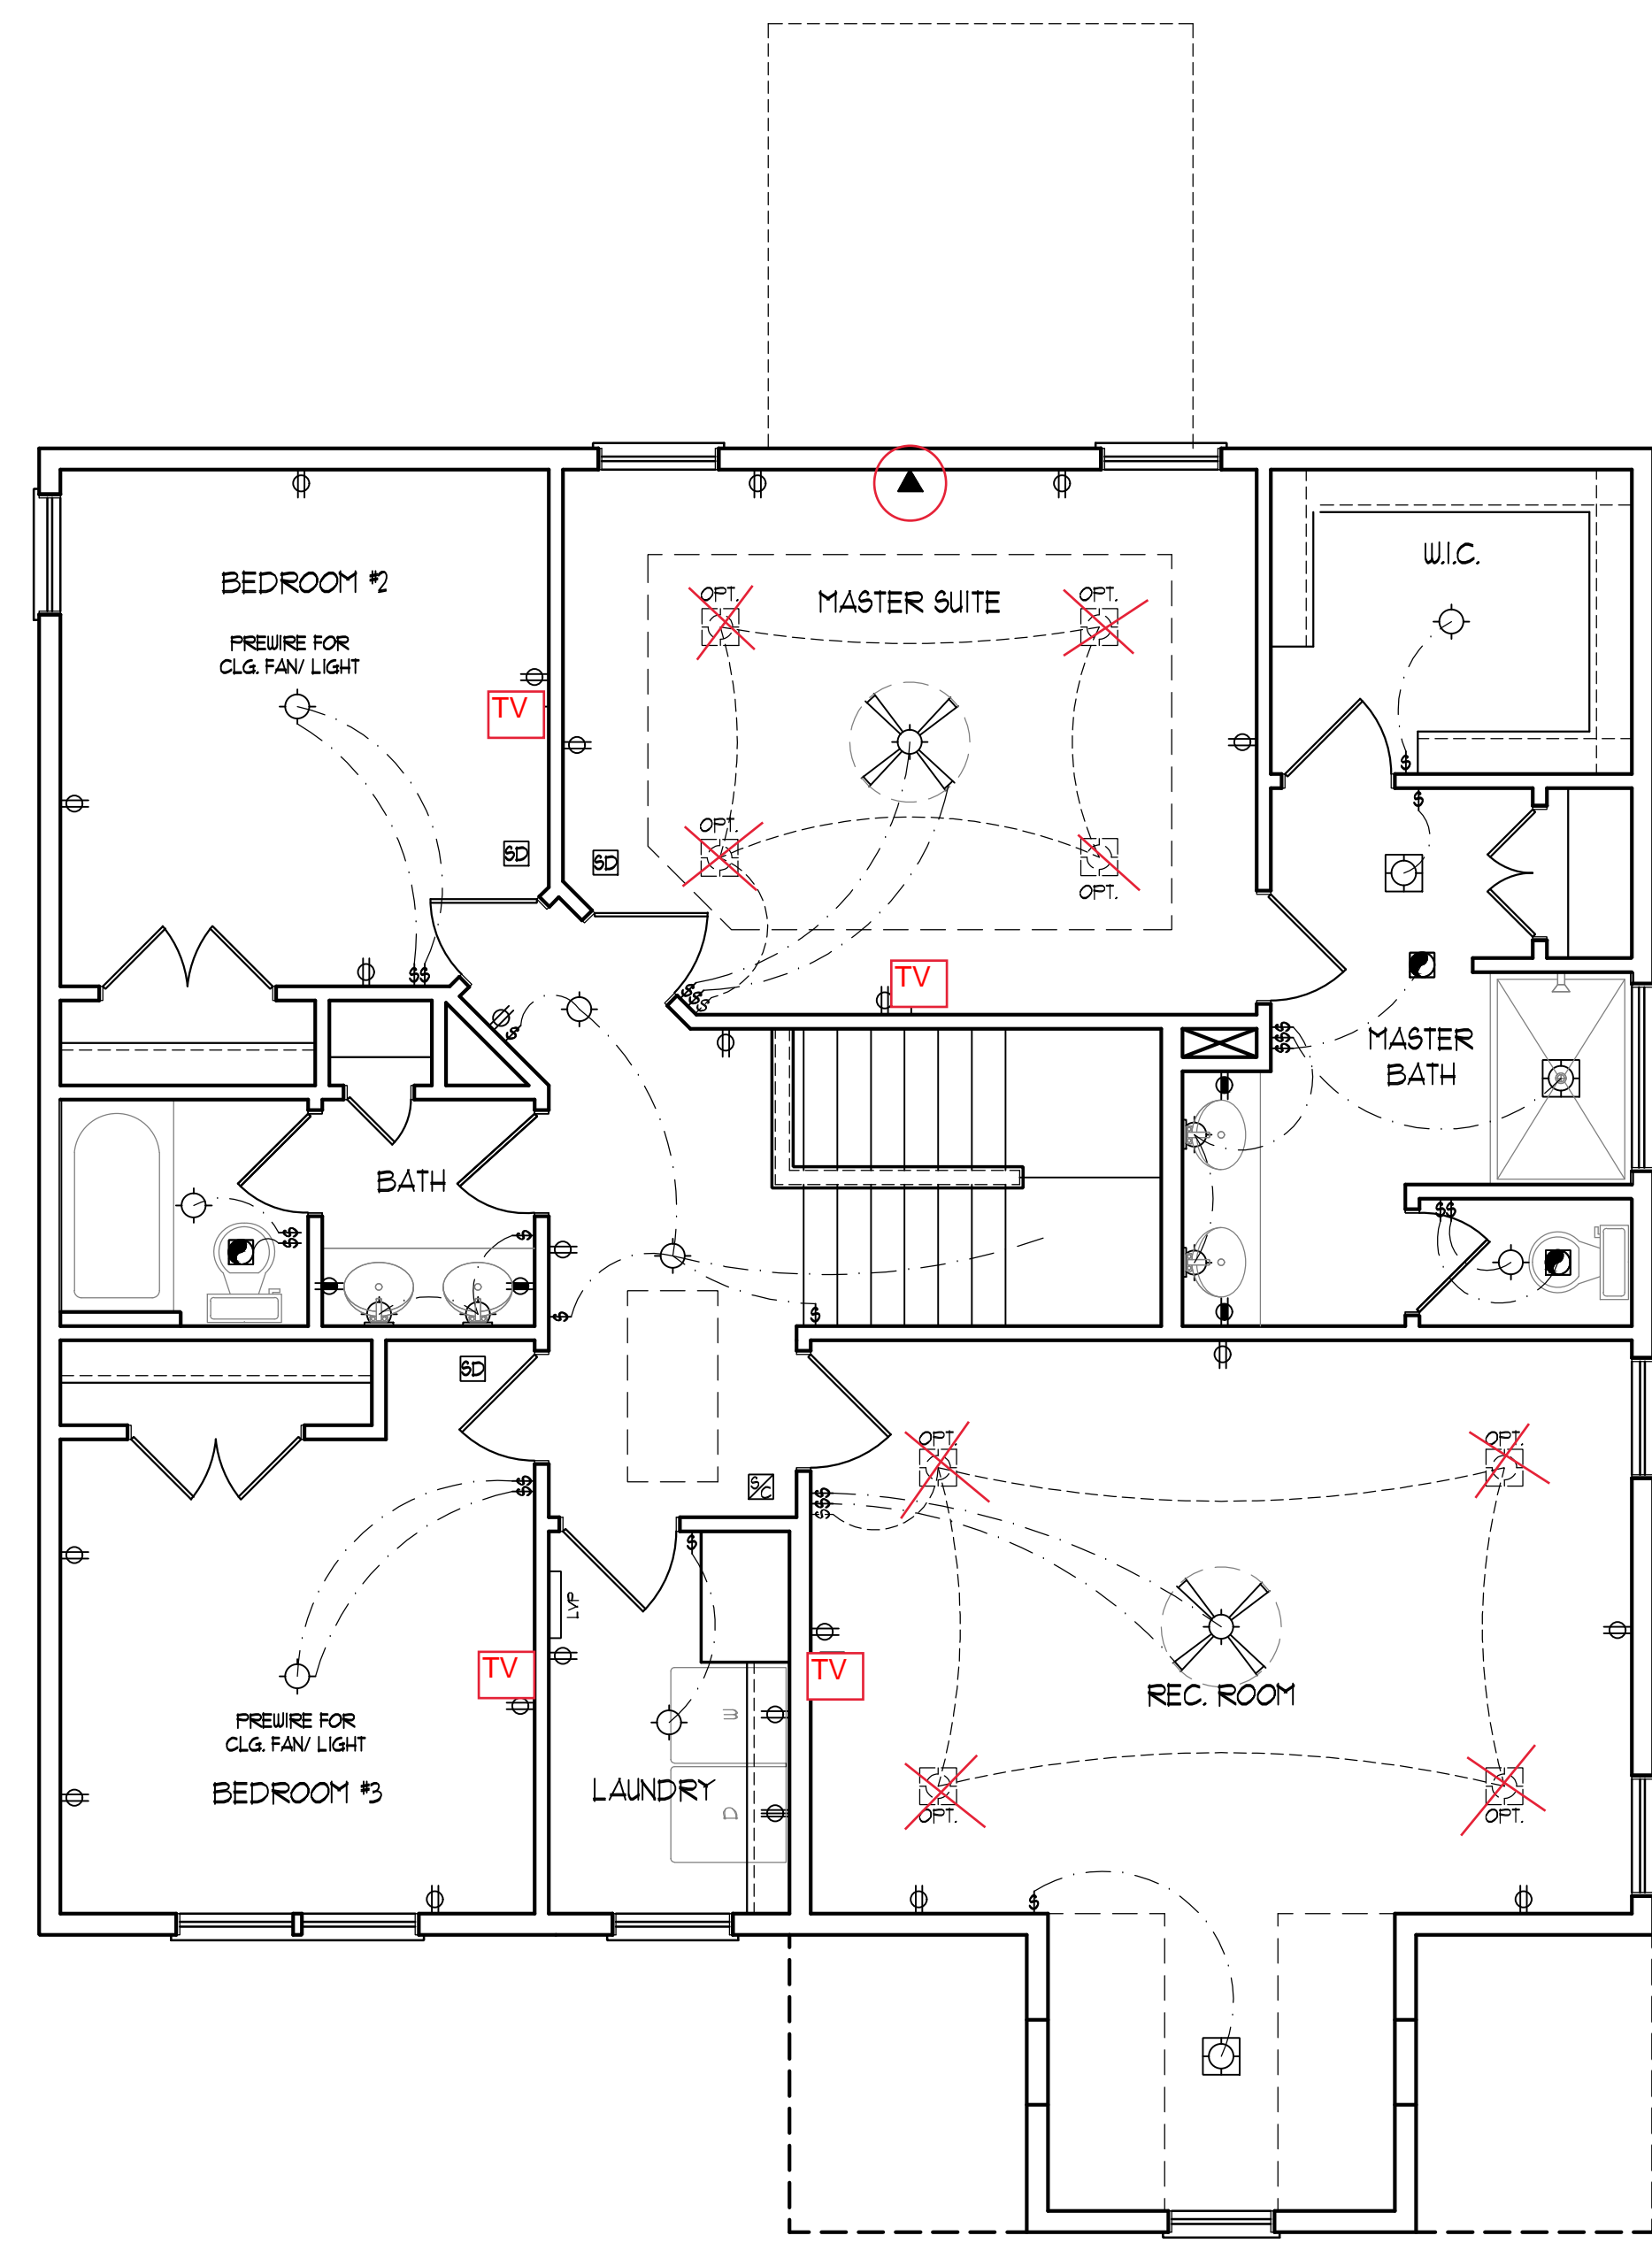 BEDROOM #2
PREWIRE FOR
CLG. FAN/ LIGHT
TV
SD
OPT.
MASTER SUITE
OPT.
OPT.
OPT.
SD
TV
$$
$$$
$
W.I.C.
$
$
MASTER
BATH
$$$
$$$
$$
BATH
$$
$$
$
$
$
SD
$$
$$
PREWIRE FOR
CLG. FAN/ LIGHT
BEDROOM #3
TV
S/C
$
LVP
W
D
LAUNDRY
$$$
$$$
$$
OPT.
OPT.
TV
REC. ROOM
OPT.
OPT.
$